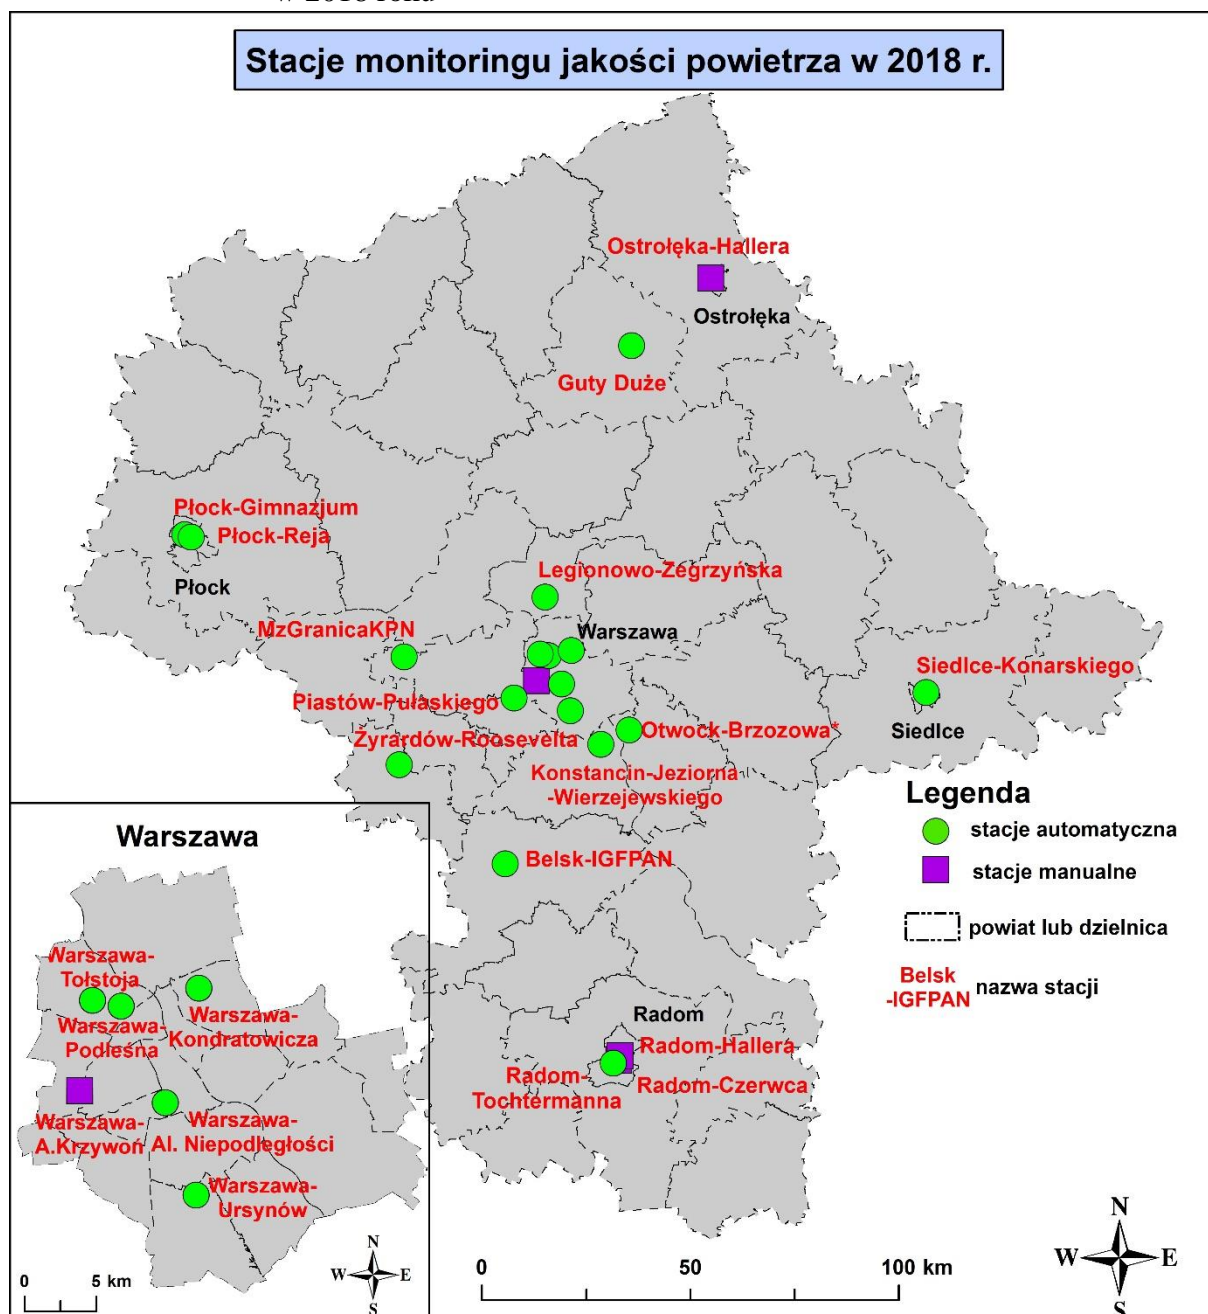 w 2018 roku
Stacje monitoringu jakości powietrza w 2018 r.
Ostrołęka-Hallera
Ostrołęka
Guty Duże
Płock-Gimnazjum
Płock-Reja
Płock
Legionowo-Zegrzyńska
Warszawa
MzGranicaKPN
Siedlce-Konarskiego
Siedlce
Piastów-Pułaskiego
Otwock-Brzozowa*
Żyrardów-Roosevelta
Konstancin-Jeziorna
-Wierzejewskiego
Belsk-IGFPAN
Radom
Radom-Hallera
Radom-Czerwca
Radom-
Tochtermanna
Legenda
stacje automatyczna
stacje manualne
powiat lub dzielnica
Belsk
-IGFPAN
nazwa stacji
Warszawa
Warszawa-
Tołstoja
Warszawa-
Podleśna
Warszawa-
Kondratowicza
Warszawa-
A.Krzywoń
Warszawa-
Al. Niepodległości
Warszawa-
Ursynów
0 5 km
N
W E
S
0 50 100 km
N
W E
S